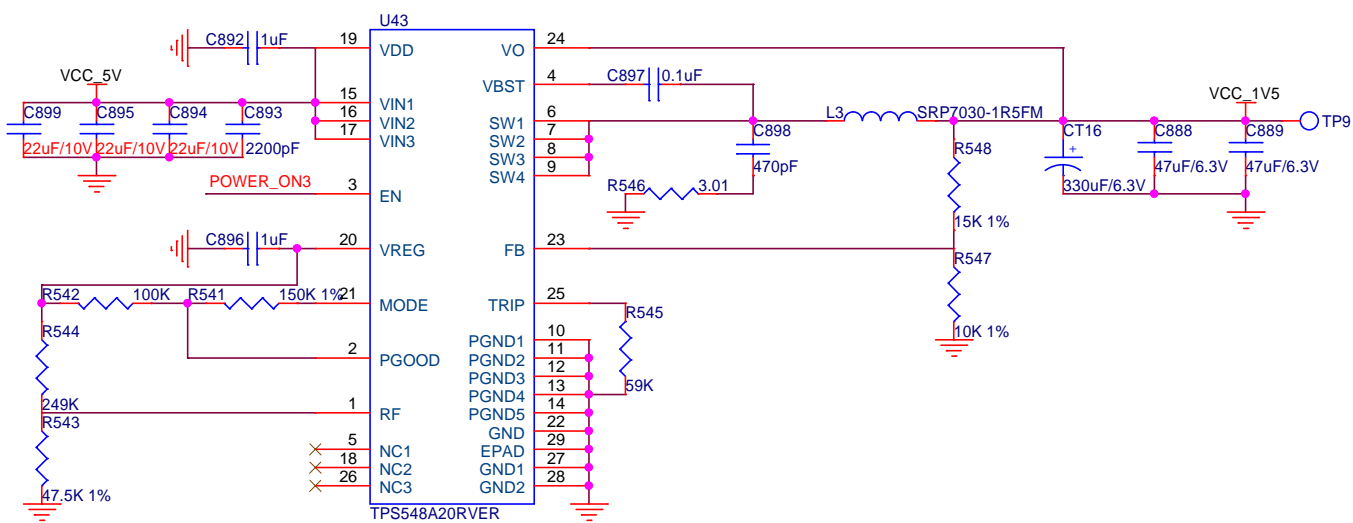 U43
C892 1uF 19 VDD VO 24
VCC_5V
VBST 4 C897 0.1uF
C899 C895 C894 C893 15 VIN1
16 VIN2
17 VIN3
22uF/10V 22uF/10V 22uF/10V 2200pF
SW1 6
SW2 7
SW3 8
SW4 9
L3 SRP7030-1R5FM
VCC_1V5
TP9
C898
470pF
R546 3.01
R548
15K 1%
CT16
+
330uF/6.3V
C888
47uF/6.3V
C889
47uF/6.3V
POWER_ON3 3 EN
C896 1uF 20 VREG FB 23
R547
10K 1%
R542 100K R541 150K 1% 21 MODE TRIP 25
R545
59K
R544
249K
2 PGOOD
PGND1 10
PGND2 11
PGND3 12
PGND4 13
PGND5 14
1 RF
GND 22
R543
47.5K 1%
5 NC1
18 NC2
26 NC3
EPAD 29
GND1 27
GND2 28
TPS548A20RVER